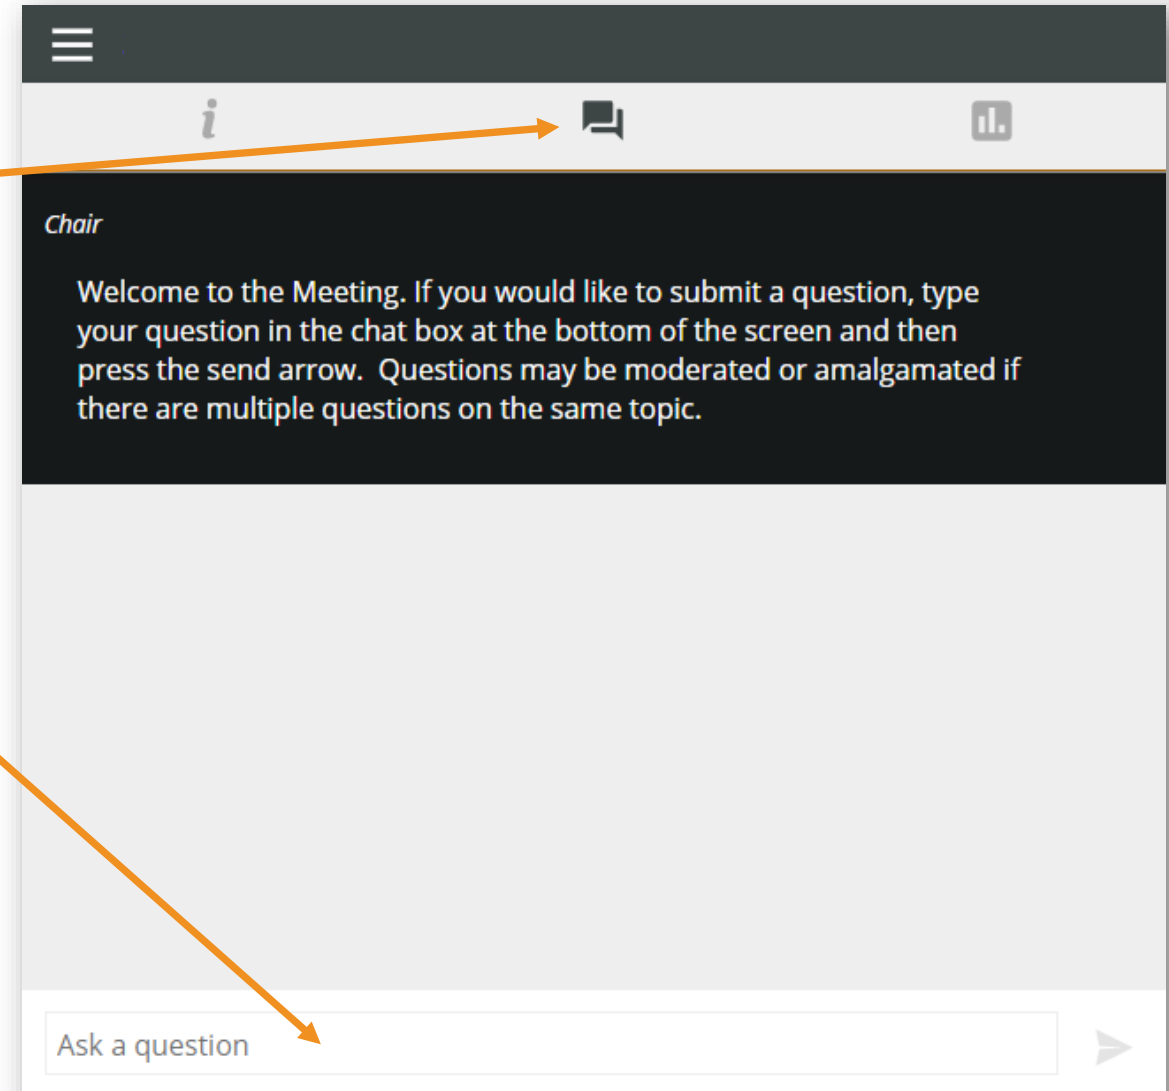 Chair
Welcome to the Meeting. If you would like to submit a question, type
your question in the chat box at the bottom of the screen and then
press the send arrow.  Questions may be moderated or amalgamated if
there are multiple questions on the same topic.
Ask a question